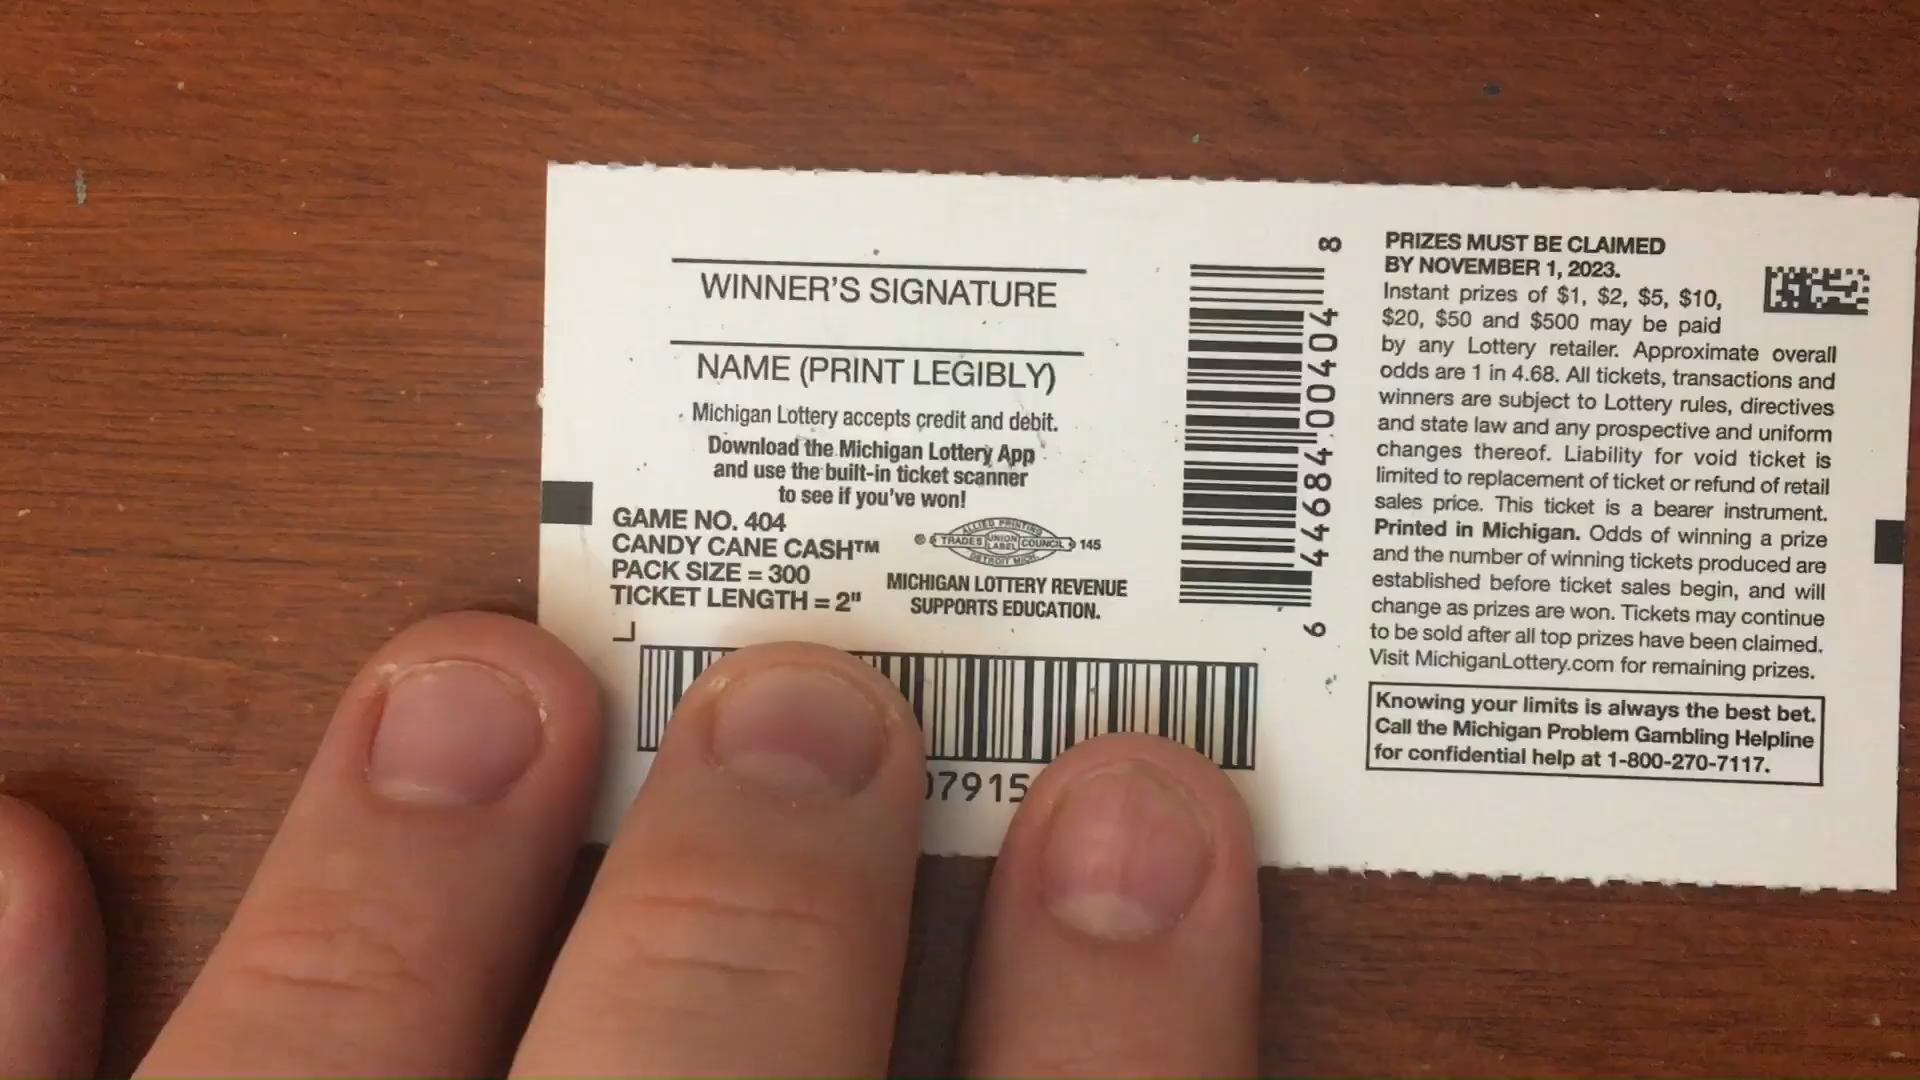 WINNER'S SIGNATURE
NAME (PRINT LEGIBLY)
Michigan Lottery accepts credit and debit.
Download the Michigan Lottery App
and use the built-in ticket scanner
to see if you've won!
GAME NO. 404
CANDY CANE CASH™
PACK SIZE = 300
TICKET LENGTH = 2"
® ALLIED PRINTING
TRADES UNION LABEL COUNCIL 145
DETROIT MICH.
MICHIGAN LOTTERY REVENUE
SUPPORTS EDUCATION.
07915
6 44684 00404 8
PRIZES MUST BE CLAIMED
BY NOVEMBER 1, 2023.
Instant prizes of $1, $2, $5, $10,
$20, $50 and $500 may be paid
by any Lottery retailer. Approximate overall
odds are 1 in 4.68. All tickets, transactions and
winners are subject to Lottery rules, directives
and state law and any prospective and uniform
changes thereof. Liability for void ticket is
limited to replacement of ticket or refund of retail
sales price. This ticket is a bearer instrument.
Printed in Michigan. Odds of winning a prize
and the number of winning tickets produced are
established before ticket sales begin, and will
change as prizes are won. Tickets may continue
to be sold after all top prizes have been claimed.
Visit MichiganLottery.com for remaining prizes.
Knowing your limits is always the best bet.
Call the Michigan Problem Gambling Helpline
for confidential help at 1-800-270-7117.